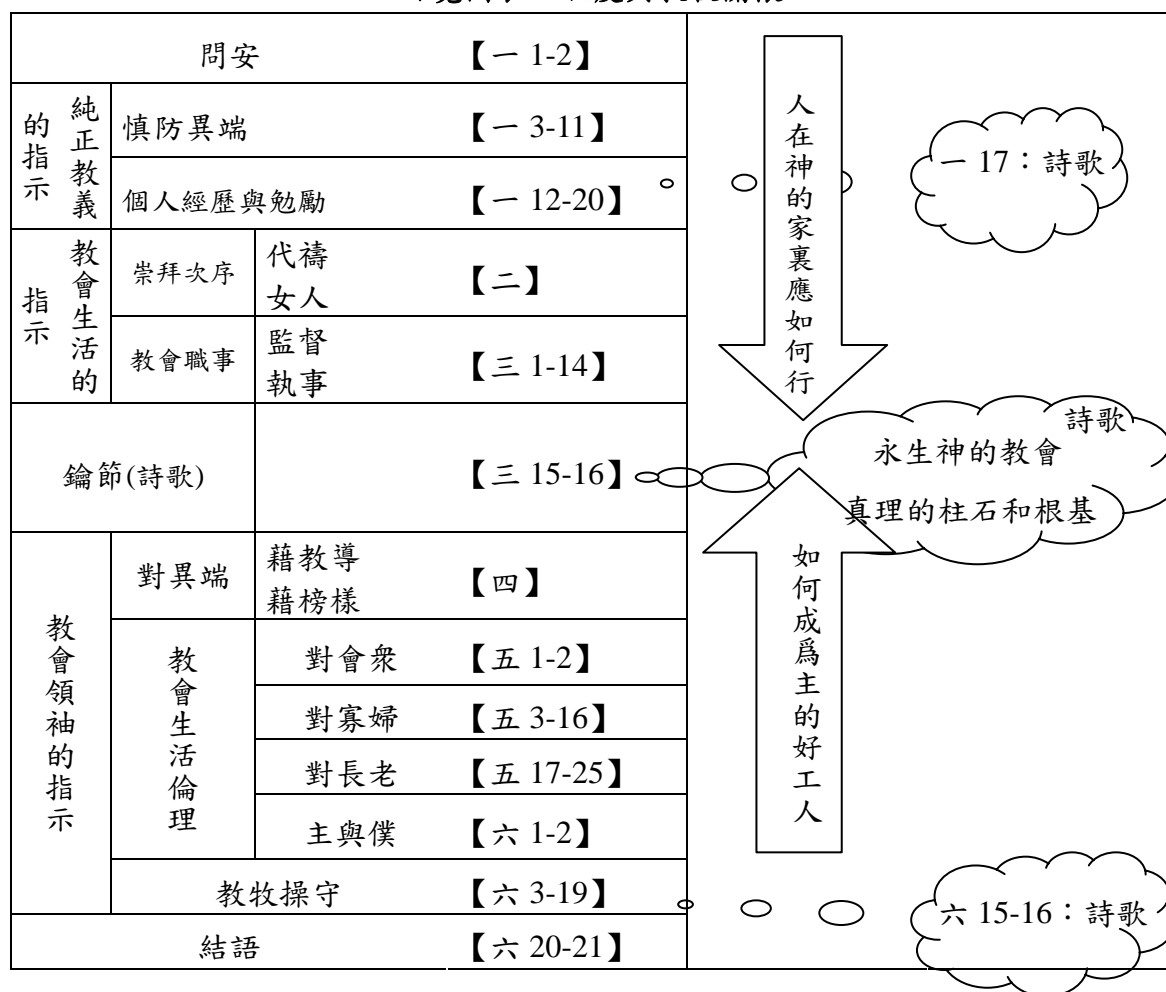 問安 【一 1-2】
純正教義的指示
慎防異端 【一 3-11】
個人經歷與勉勵 【一 12-20】
教會生活的指示
崇拜次序
代禱
女人
【二】
教會職事
監督
執事
【三 1-14】
鑰節(詩歌) 【三 15-16】
教會領袖的指示
對異端
藉教導
藉榜樣
【四】
教會生活倫理
對會衆 【五 1-2】
對寡婦 【五 3-16】
對長老 【五 17-25】
主與僕 【六 1-2】
教牧操守 【六 3-19】
結語 【六 20-21】
人在神的家裏應如何行
一 17：詩歌
詩歌
永生神的教會
真理的柱石和根基
如何成爲主的好工人
六 15-16：詩歌